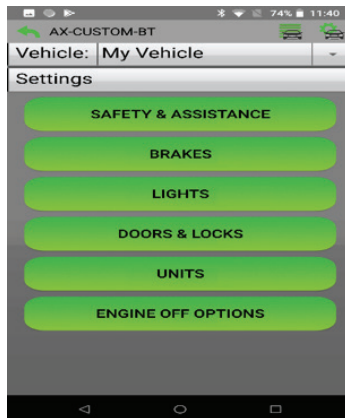 74% 11:40
AX-CUSTOM-BT
Vehicle: My Vehicle
Settings
SAFETY & ASSISTANCE
BRAKES
LIGHTS
DOORS & LOCKS
UNITS
ENGINE OFF OPTIONS